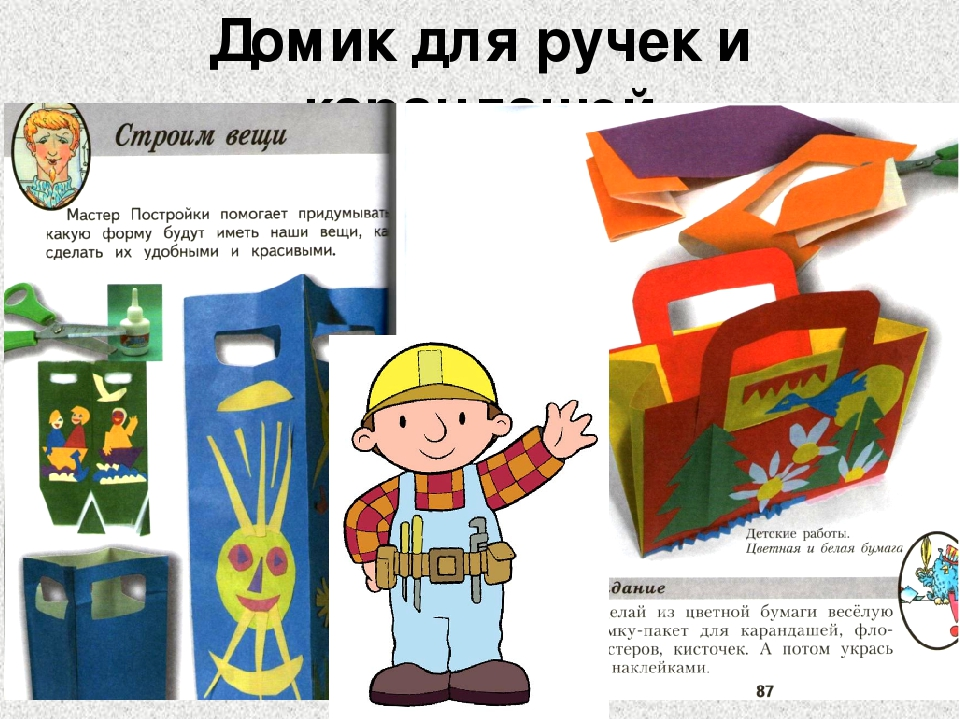 Домик для ручек и
карандашей
Строим вещи
Мастер Постройки помогает придумывать
какую форму будут иметь наши вещи, ка
сделать их удобными и красивыми.
Детские работы.
Цветная и белая бумага
дание
елай из цветной бумаги весёлую
мку-пакет для карандашей, фло-
стеров, кисточек. А потом укрась
наклейками.
87